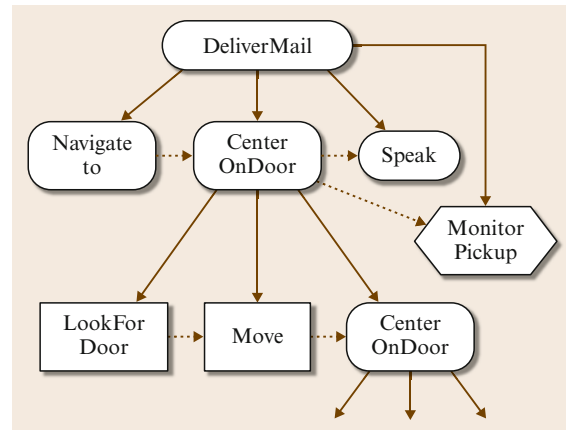 DeliverMail
Navigate
to
Center
OnDoor
Speak
Monitor
Pickup
LookFor
Door
Move
Center
OnDoor